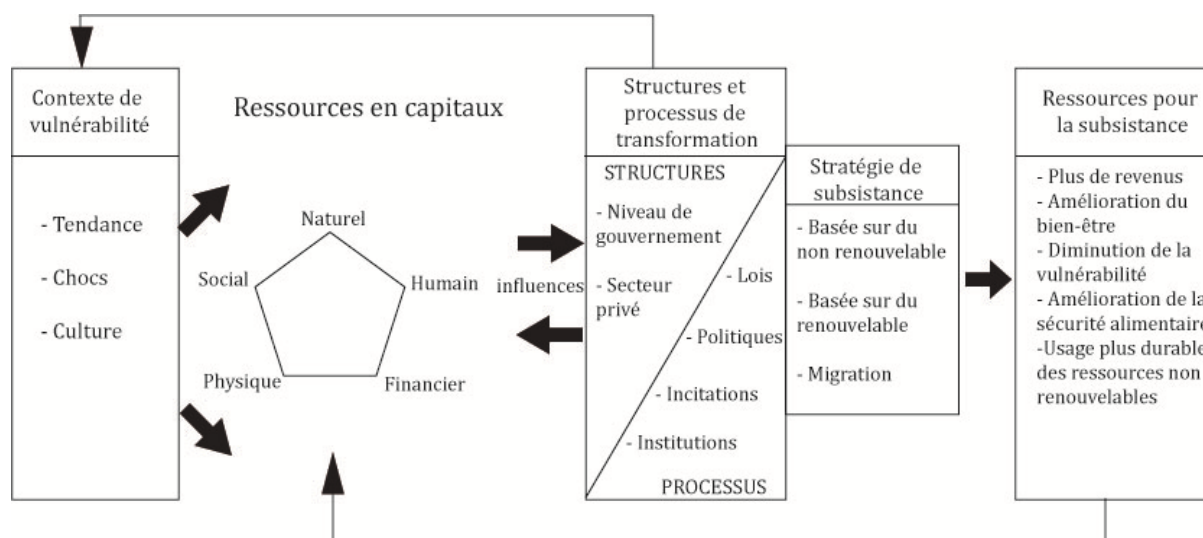 Contexte de
vulnérabilité
- Tendance
- Chocs
- Culture
Ressources en capitaux
Naturel
Social
Humain
Physique
Financier
influences
Structures et
processus de
transformation
STRUCTURES
- Niveau de
gouvernement
- Secteur
privé
- Lois
- Politiques
- Incitations
- Institutions
PROCESSUS
Stratégie de
subsistance
- Basée sur du
non renouvelable
- Basée sur du
renouvelable
- Migration
Ressources pour
la subsistance
- Plus de revenus
- Amélioration du
bien-être
- Diminution de la
vulnérabilité
- Amélioration de la
sécurité alimentaire
-Usage plus durable
des ressources non
renouvelables